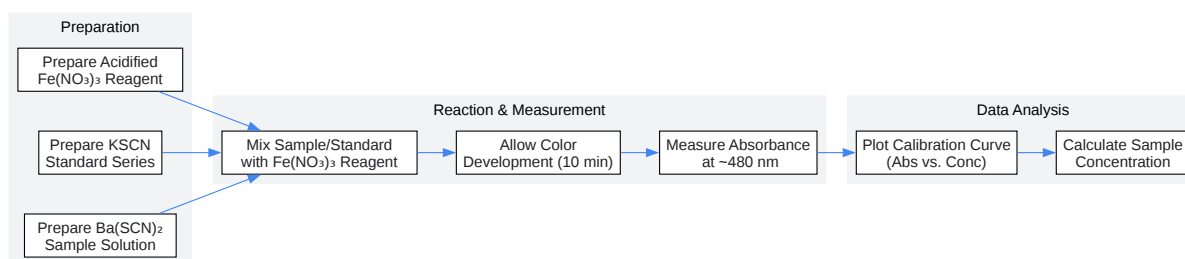 Preparation
Prepare Acidified
Fe(NO₃)₃ Reagent
Prepare KSCN
Standard Series
Prepare Ba(SCN)₂
Sample Solution
Reaction & Measurement
Mix Sample/Standard
with Fe(NO₃)₃ Reagent
Allow Color
Development (10 min)
Measure Absorbance
at ~480 nm
Data Analysis
Plot Calibration Curve
(Abs vs. Conc)
Calculate Sample
Concentration